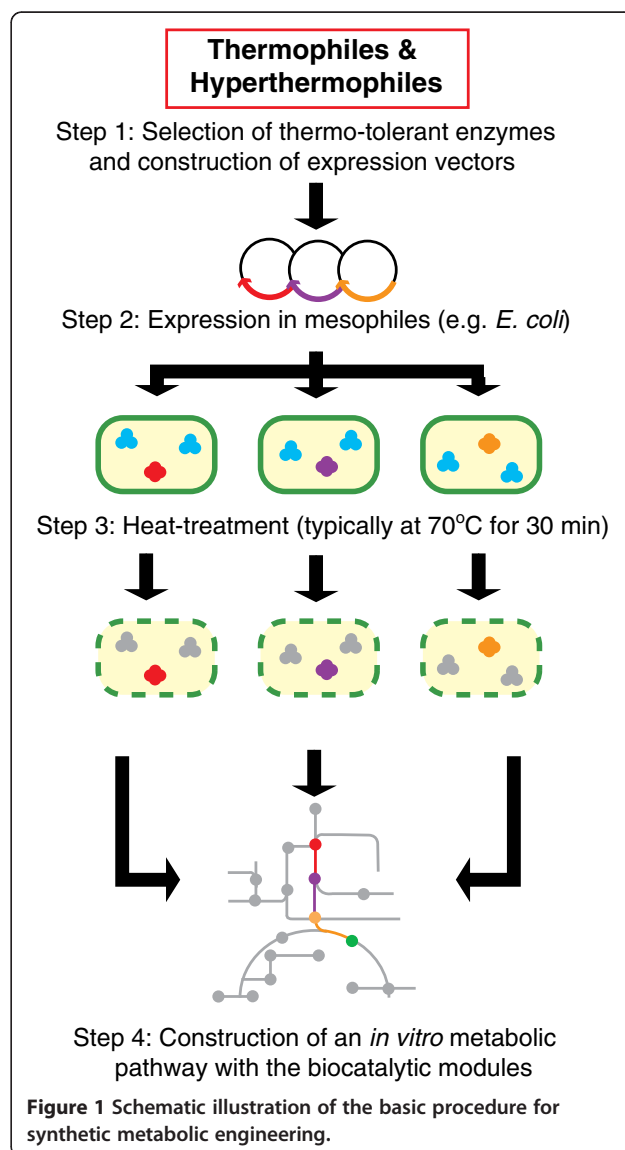 Thermophiles &
Hyperthermophiles
Step 1: Selection of thermo-tolerant enzymes
and construction of expression vectors
Step 2: Expression in mesophiles (e.g. E. coli)
Step 3: Heat-treatment (typically at 70°C for 30 min)
Step 4: Construction of an in vitro metabolic
pathway with the biocatalytic modules
Figure 1 Schematic illustration of the basic procedure for
synthetic metabolic engineering.